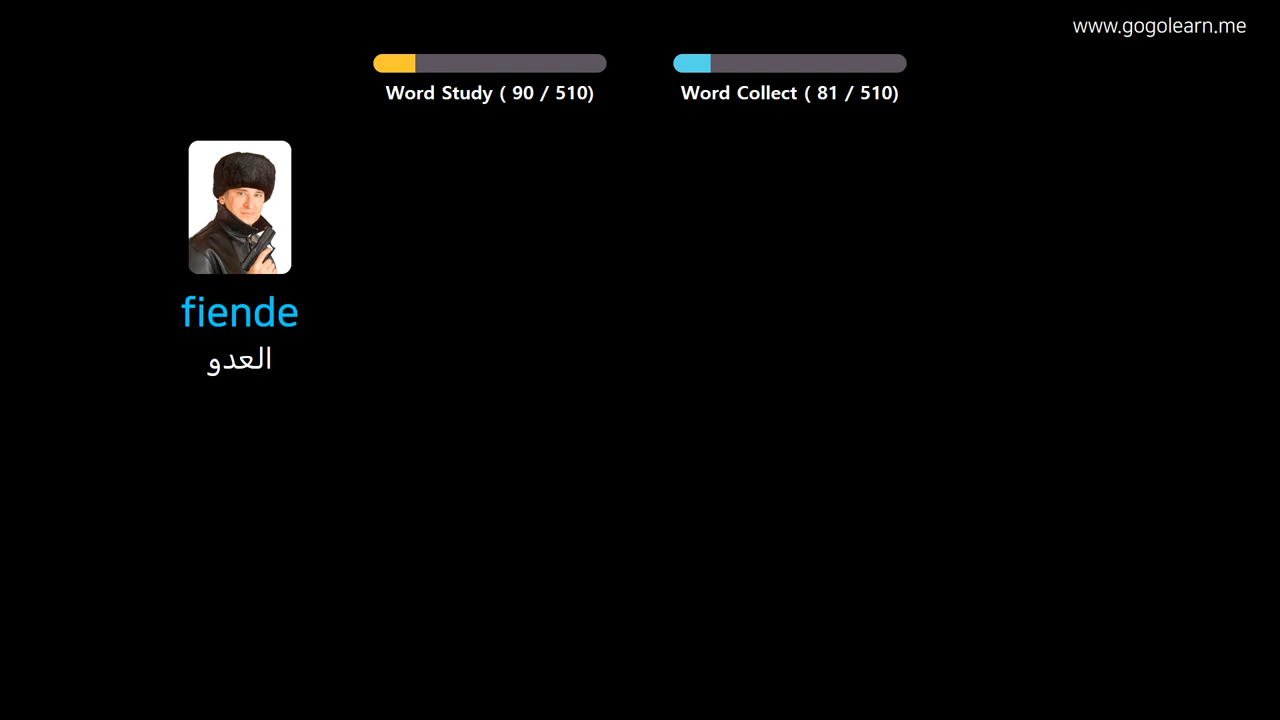 www.gogolearn.me
Word Study ( 90 / 510)
Word Collect ( 81 / 510)
fiende
العدو